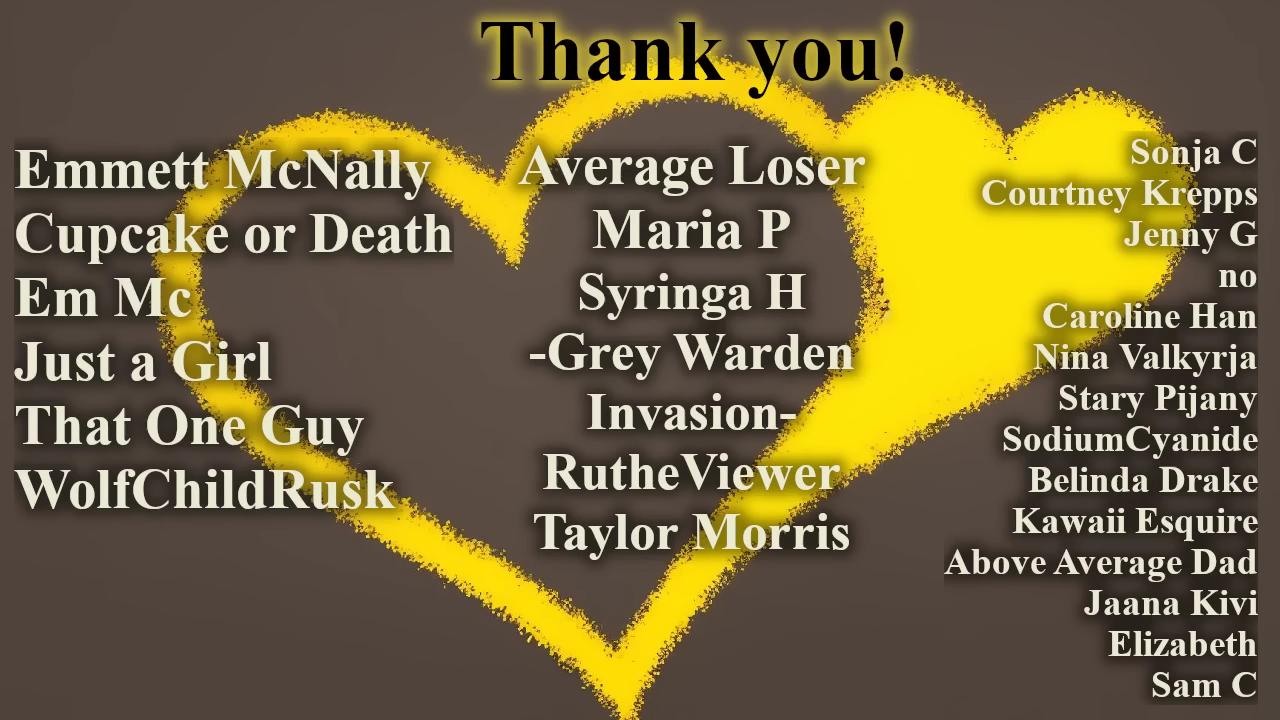 Thank you!
Emmett McNally
Cupcake or Death
Em Mc
Just a Girl
That One Guy
WolfChildRusk
Average Loser
Maria P
Syringa H
-Grey Warden
Invasion-
RutheViewer
Taylor Morris
Sonja C
Courtney Krepps
Jenny G
no
Caroline Han
Nina Valkyrja
Stary Pijany
SodiumCyanide
Belinda Drake
Kawaii Esquire
Above Average Dad
Jaana Kivi
Elizabeth
Sam C